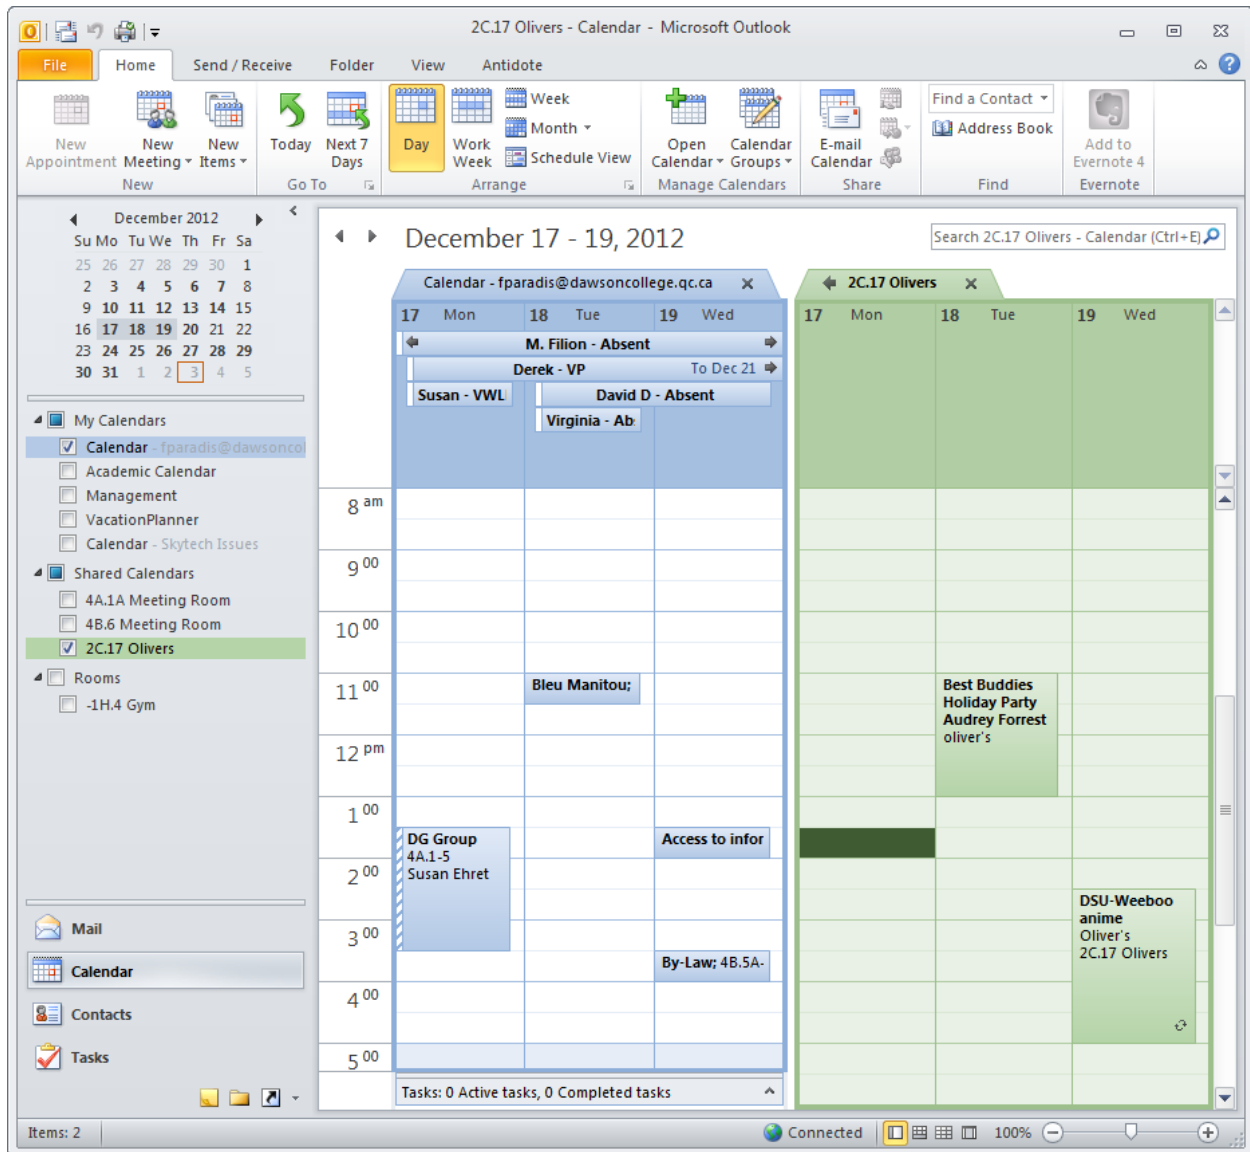 2C.17 Olivers - Calendar - Microsoft Outlook
File Home Send / Receive Folder View Antidote
New Appointment
New Meeting
New Items
New
Today
Next 7 Days
Go To
Day
Work Week
Week
Month
Schedule View
Arrange
Open Calendar
Calendar Groups
Manage Calendars
E-mail Calendar
Share
Find a Contact
Address Book
Find
Add to Evernote 4
Evernote
December 2012
Su Mo Tu We Th Fr Sa
25 26 27 28 29 30 1
2 3 4 5 6 7 8
9 10 11 12 13 14 15
16 17 18 19 20 21 22
23 24 25 26 27 28 29
30 31 1 2 3 4 5
My Calendars
Calendar - fparadis@dawsoncol
Academic Calendar
Management
VacationPlanner
Calendar - Skytech Issues
Shared Calendars
4A.1A Meeting Room
4B.6 Meeting Room
2C.17 Olivers
Rooms
-1H.4 Gym
Mail
Calendar
Contacts
Tasks
December 17 - 19, 2012
Search 2C.17 Olivers - Calendar (Ctrl+E)
Calendar - fparadis@dawsoncollege.qc.ca
17 Mon 18 Tue 19 Wed
M. Filion - Absent
Derek - VP To Dec 21
Susan - VWL
David D - Absent
Virginia - Ab
8 am
9 00
10 00
11 00
12 pm
1 00
2 00
3 00
4 00
5 00
Bleu Manitou;
DG Group
4A.1-5
Susan Ehret
Access to infor
By-Law; 4B.5A-
Tasks: 0 Active tasks, 0 Completed tasks
2C.17 Olivers
17 Mon 18 Tue 19 Wed
Best Buddies
Holiday Party
Audrey Forrest
oliver's
DSU-Weeboo
anime
Oliver's
2C.17 Olivers
Items: 2
Connected
100%